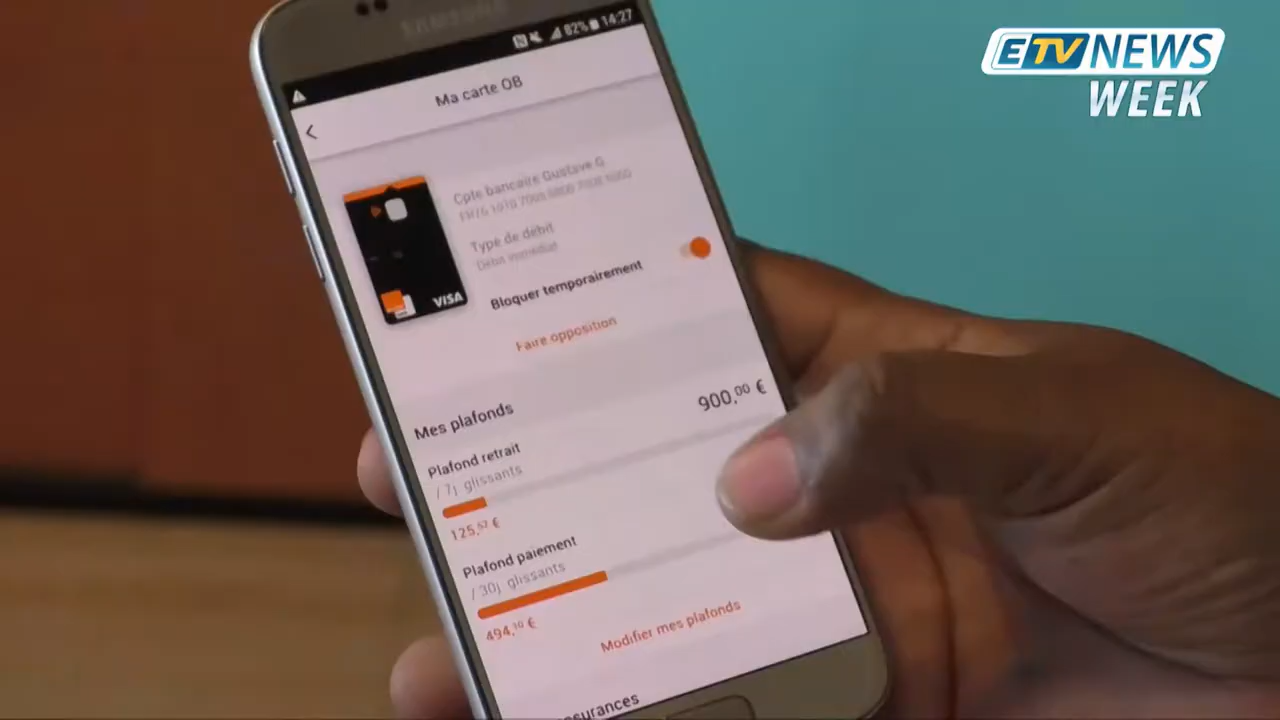 SAMSUNG
ETV NEWS
WEEK
82% 14:27
Ma carte OB
Cpte bancaire Gustave G
Type de débit
Débit immédiat
Bloquer temporairement
Faire opposition
VISA
Mes plafonds
900,00 €
Plafond retrait
/ 7j. glissants
125,57 €
Plafond paiement
/ 30j. glissants
494,10 €
Modifier mes plafonds